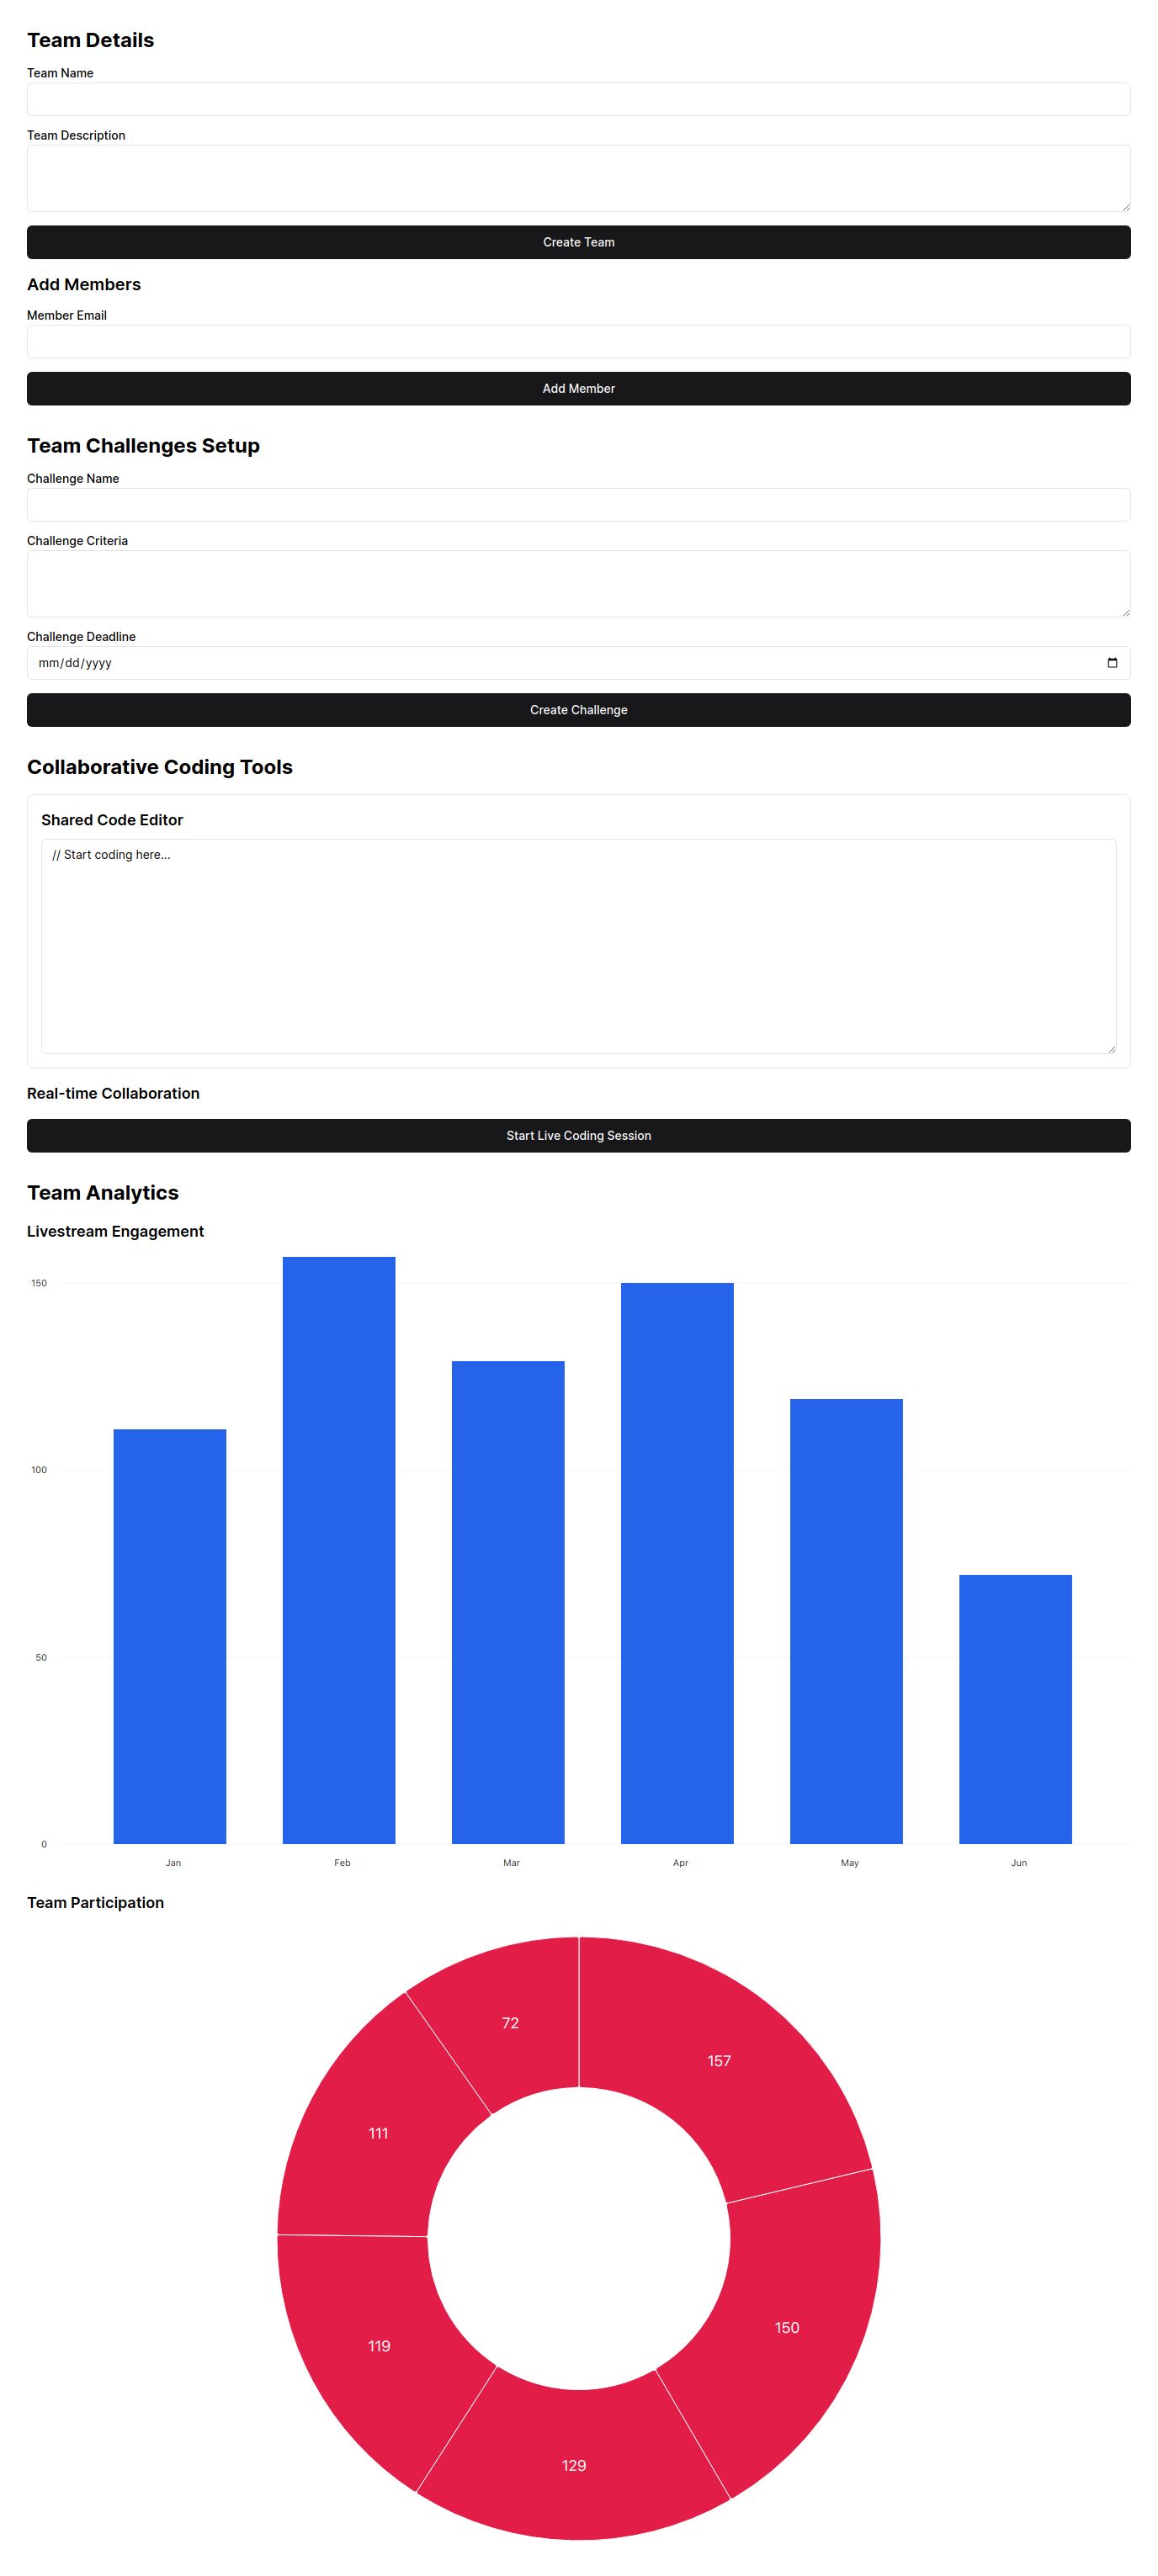 Team Details
Team Name
Team Description
Create Team
Add Members
Member Email
Add Member
Team Challenges Setup
Challenge Name
Challenge Criteria
Challenge Deadline
mm/dd/yyyy
Create Challenge
Collaborative Coding Tools
Shared Code Editor
// Start coding here...
Real-time Collaboration
Start Live Coding Session
Team Analytics
Livestream Engagement
150
100
50
0
Jan Feb Mar Apr May Jun
Team Participation
72
157
111
150
119
129